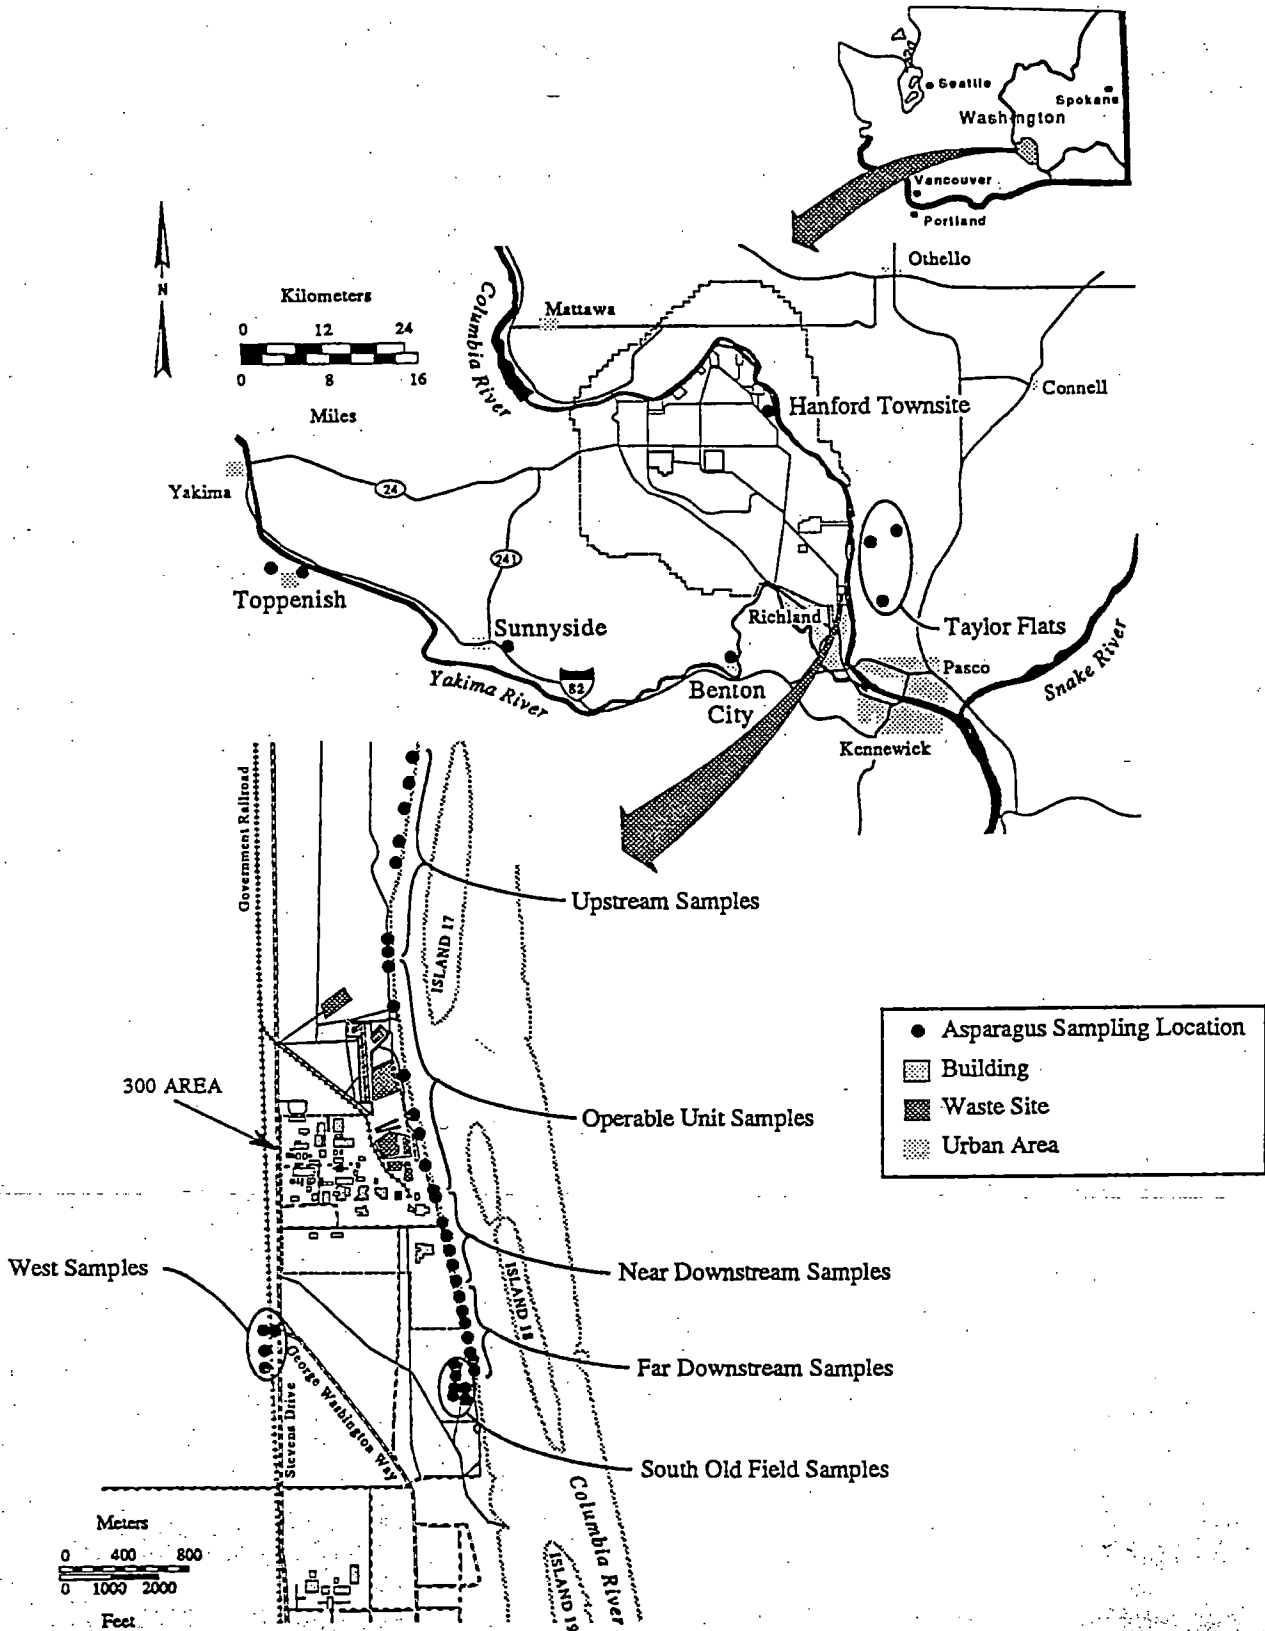 Seattle
Spokane
Washington
Vancouver
Portland
N
Kilometers
0 12 24
0 8 16
Miles
Columbia River
Mattawa
Othello
Connell
Hanford Townsite
Yakima
24
241
Toppenish
Sunnyside
Yakima River
82
Benton
City
Richland
Taylor Flats
Pasco
Snake River
Kennewick
Government Railroad
ISLAND 17
Upstream Samples
Asparagus Sampling Location
Building
Waste Site
Urban Area
300 AREA
Operable Unit Samples
West Samples
Near Downstream Samples
ISLAND 18
Far Downstream Samples
George Washington Way
Stevens Drive
South Old Field Samples
Columbia River
ISLAND 19
Meters
0 400 800
0 1000 2000
Feet